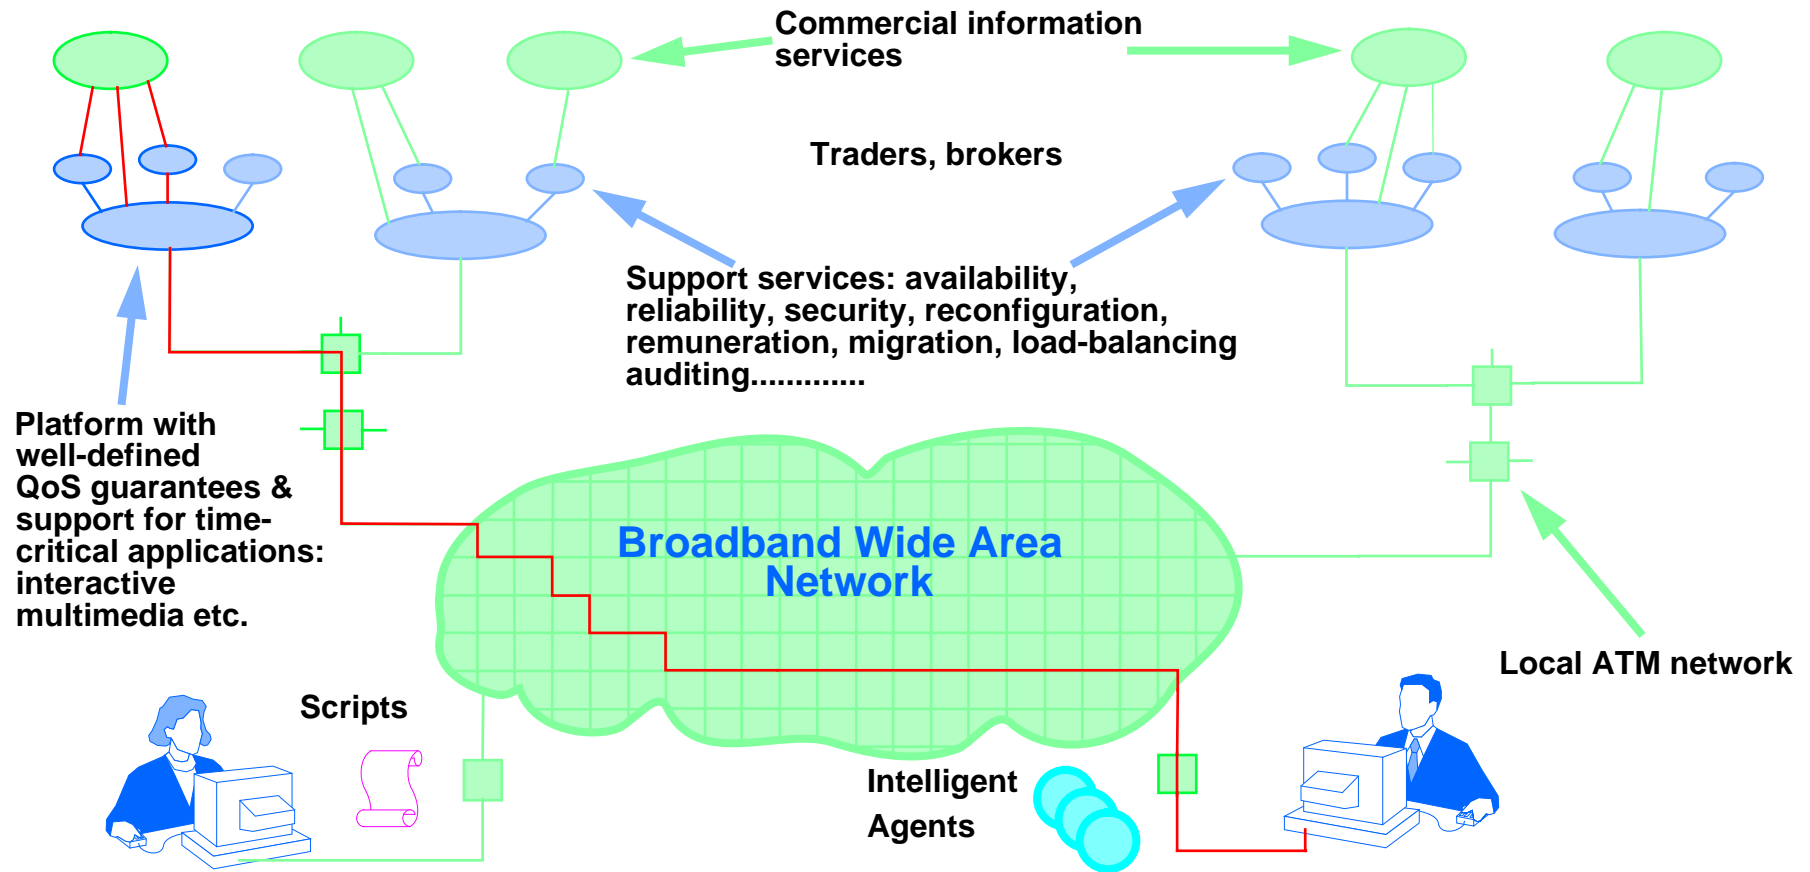 Commercial information
services
Traders, brokers
Support services: availability,
reliability, security, reconfiguration,
remuneration, migration, load-balancing
auditing.............
Platform with
well-defined
QoS guarantees &
support for time-
critical applications:
interactive
multimedia etc.
Broadband Wide Area
Network
Local ATM network
Scripts
Intelligent
Agents